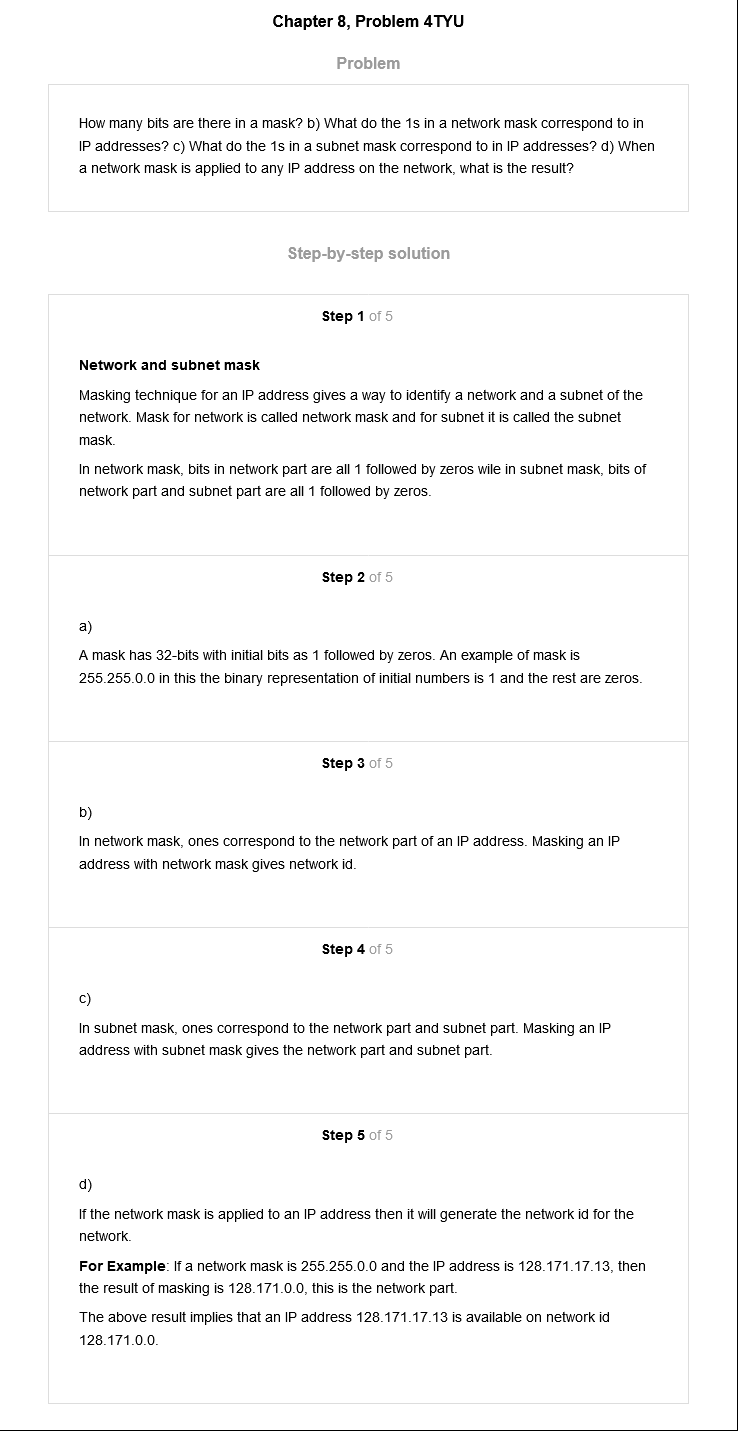 Chapter 8, Problem 4TYU
Problem
How many bits are there in a mask? b) What do the 1s in a network mask correspond to in
IP addresses? c) What do the 1s in a subnet mask correspond to in IP addresses? d) When
a network mask is applied to any IP address on the network, what is the result?
Step-by-step solution
Step 1 of 5
Network and subnet mask
Masking technique for an IP address gives a way to identify a network and a subnet of the
network. Mask for network is called network mask and for subnet it is called the subnet
mask.
In network mask, bits in network part are all 1 followed by zeros wile in subnet mask, bits of
network part and subnet part are all 1 followed by zeros.
Step 2 of 5
a)
A mask has 32-bits with initial bits as 1 followed by zeros. An example of mask is
255.255.0.0 in this the binary representation of initial numbers is 1 and the rest are zeros.
Step 3 of 5
b)
In network mask, ones correspond to the network part of an IP address. Masking an IP
address with network mask gives network id.
Step 4 of 5
c)
In subnet mask, ones correspond to the network part and subnet part. Masking an IP
address with subnet mask gives the network part and subnet part.
Step 5 of 5
d)
If the network mask is applied to an IP address then it will generate the network id for the
network.
For Example: If a network mask is 255.255.0.0 and the IP address is 128.171.17.13, then
the result of masking is 128.171.0.0, this is the network part.
The above result implies that an IP address 128.171.17.13 is available on network id
128.171.0.0.